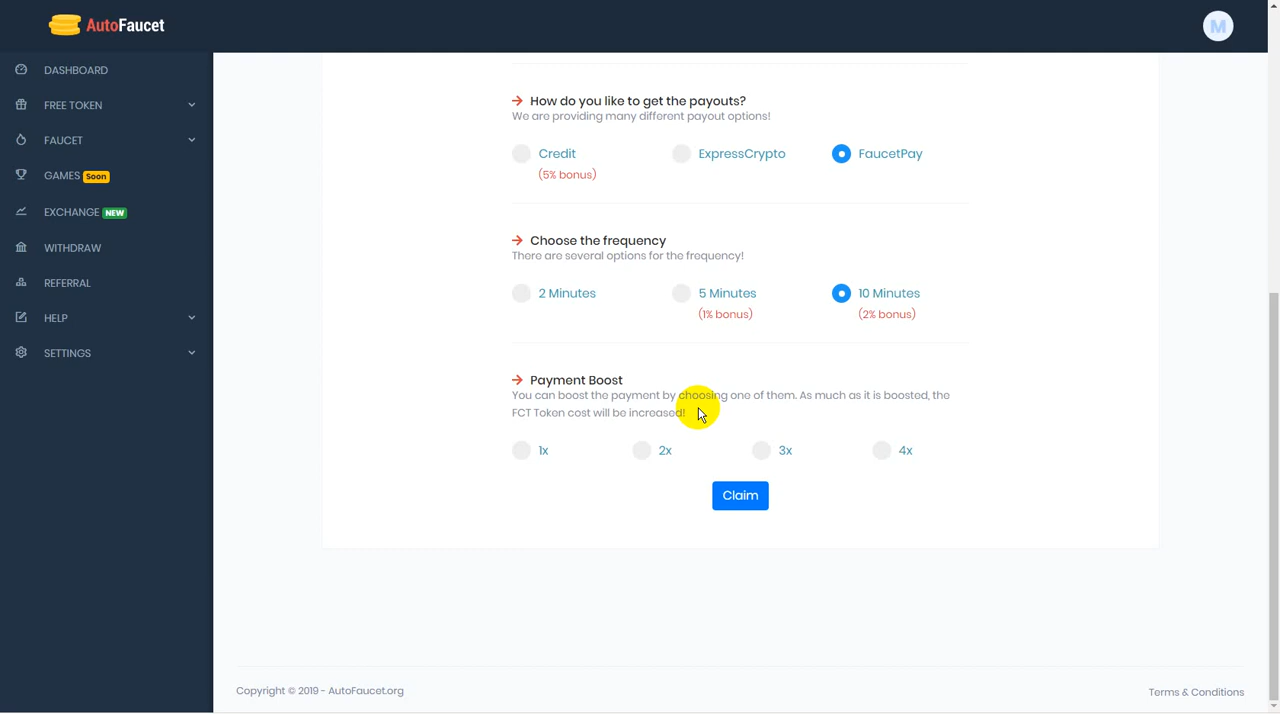 AutoFaucet
M
DASHBOARD
FREE TOKEN
FAUCET
GAMES Soon
EXCHANGE NEW
WITHDRAW
REFERRAL
HELP
SETTINGS
How do you like to get the payouts?
We are providing many different payout options!
Credit ExpressCrypto FaucetPay
(5% bonus)
Choose the frequency
There are several options for the frequency!
2 Minutes 5 Minutes 10 Minutes
(1% bonus) (2% bonus)
Payment Boost
You can boost the payment by choosing one of them. As much as it is boosted, the
FCT Token cost will be increased!
1x 2x 3x 4x
Claim
Copyright © 2019 - AutoFaucet.org
Terms & Conditions